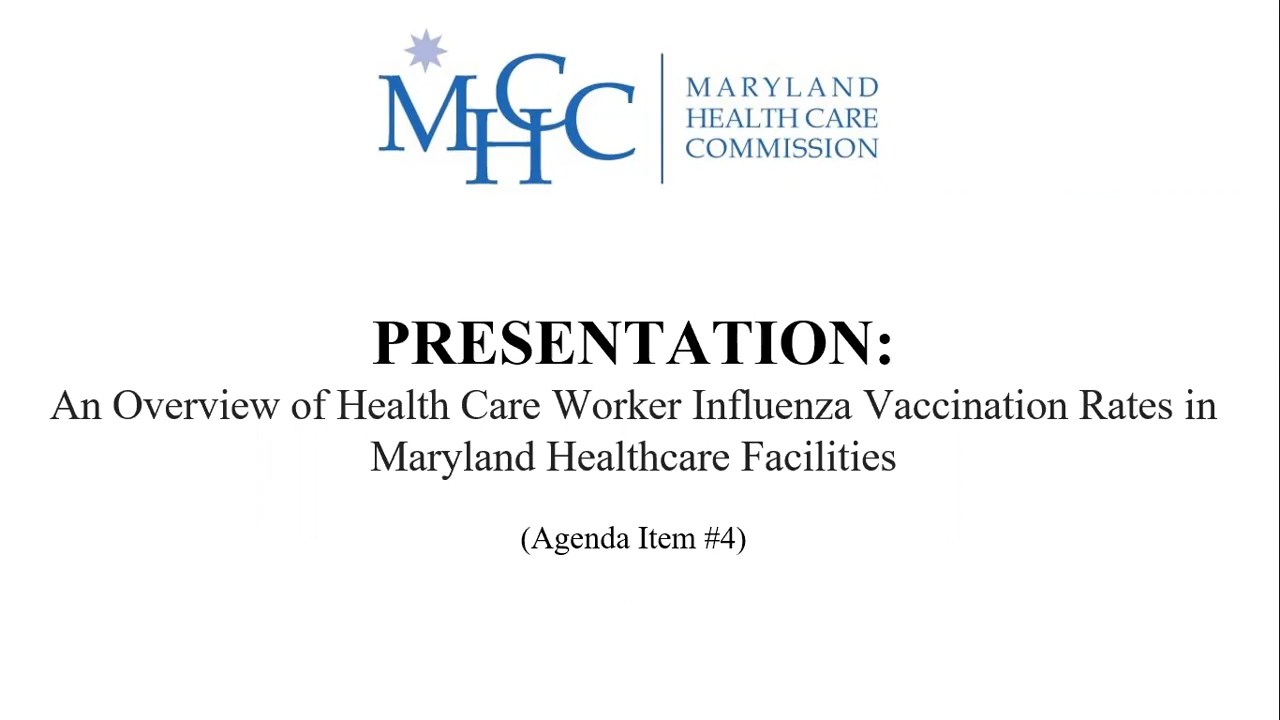 MHCC
MARYLAND
HEALTH CARE
COMMISSION
PRESENTATION:
An Overview of Health Care Worker Influenza Vaccination Rates in
Maryland Healthcare Facilities
(Agenda Item #4)